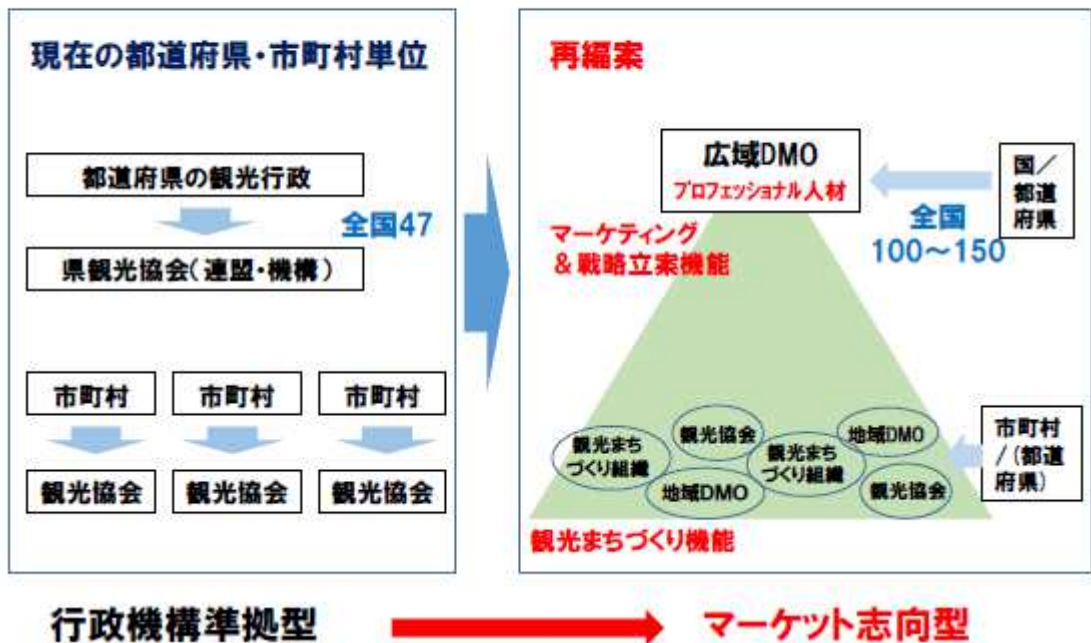 現在の都道府県・市町村単位
都道府県の観光行政
全国47
県観光協会(連盟・機構)
市町村
市町村
市町村
観光協会
観光協会
観光協会
再編案
広域DMO
プロフェッショナル人材
国/
都道
府県
全国
100～150
マーケティング
&戦略立案機能
観光まち
づくり組織
観光協会
地域DMO
観光まち
づくり組織
地域DMO
観光協会
市町村
/(都道
府県)
観光まちづくり機能
行政機構準拠型
マーケット志向型